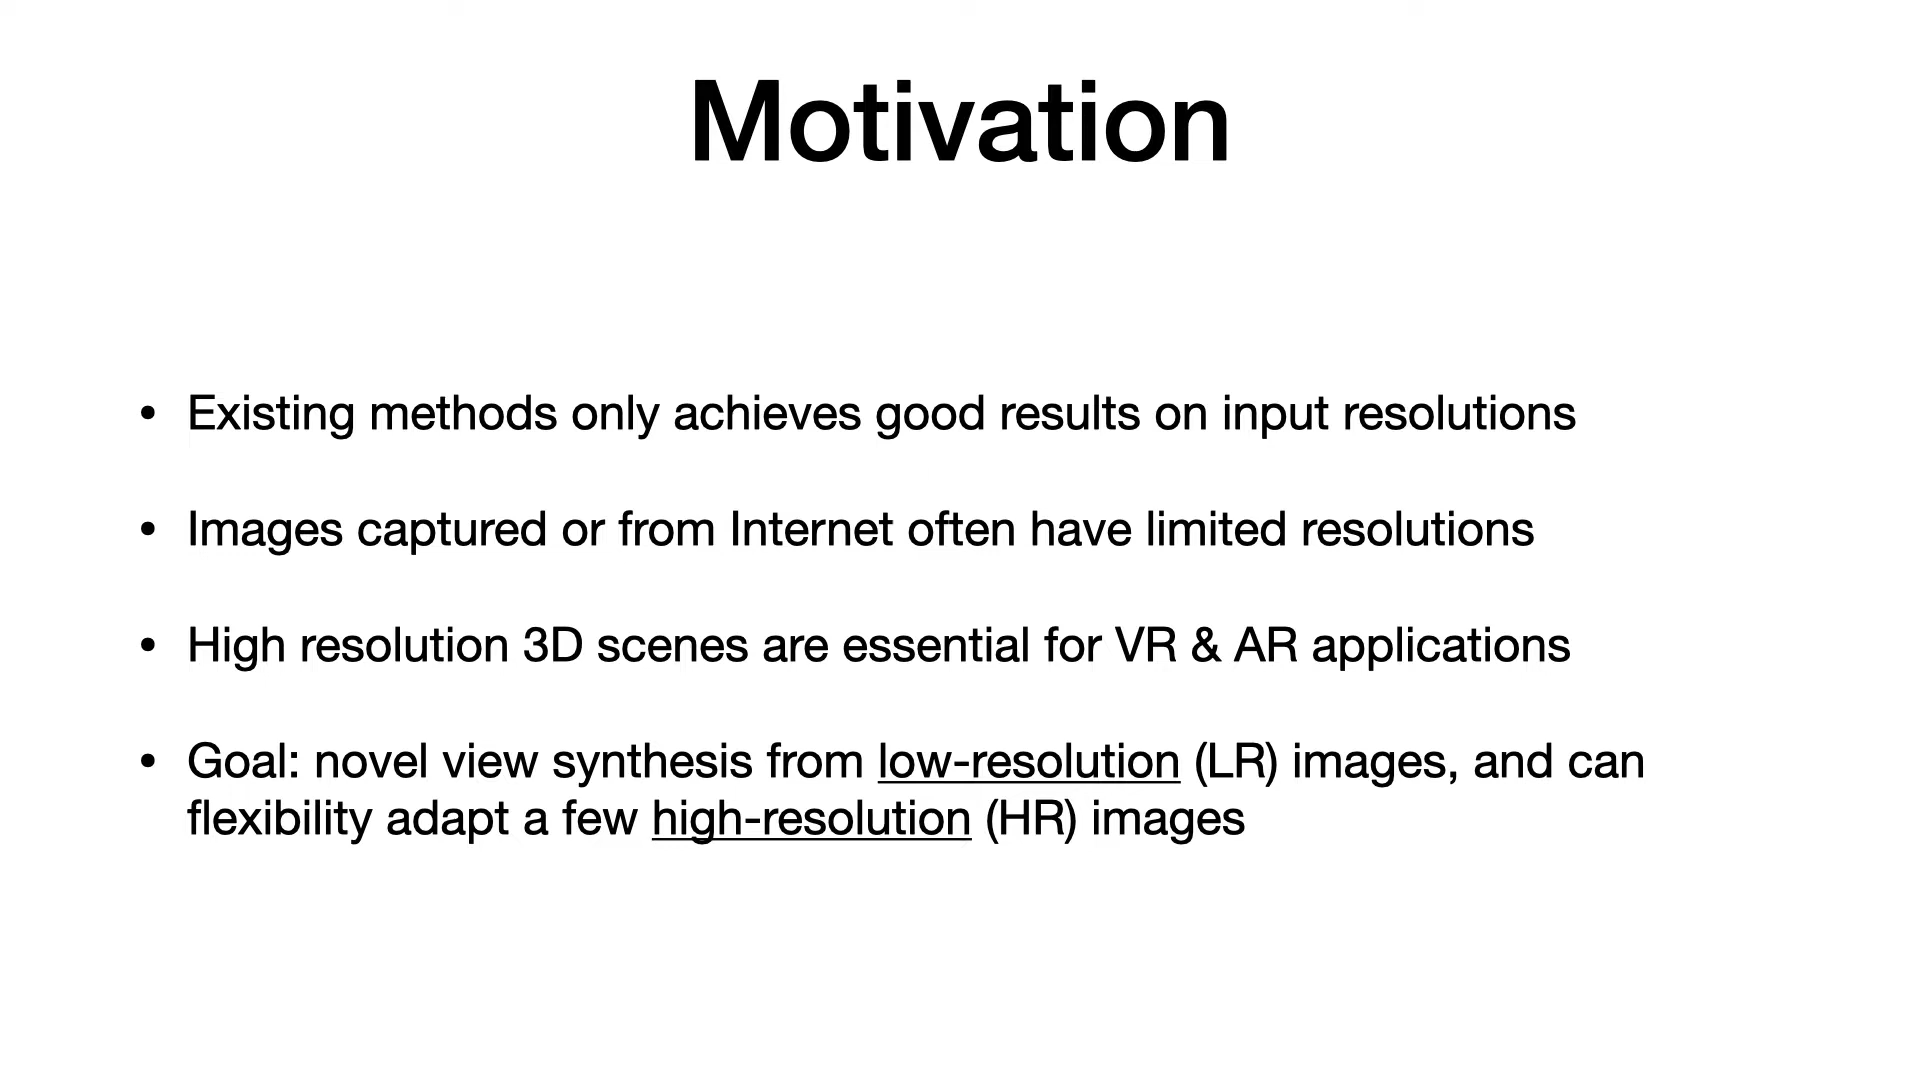 Motivation
• Existing methods only achieves good results on input resolutions
• Images captured or from Internet often have limited resolutions
• High resolution 3D scenes are essential for VR & AR applications
• Goal: novel view synthesis from low-resolution (LR) images, and can
flexibility adapt a few high-resolution (HR) images